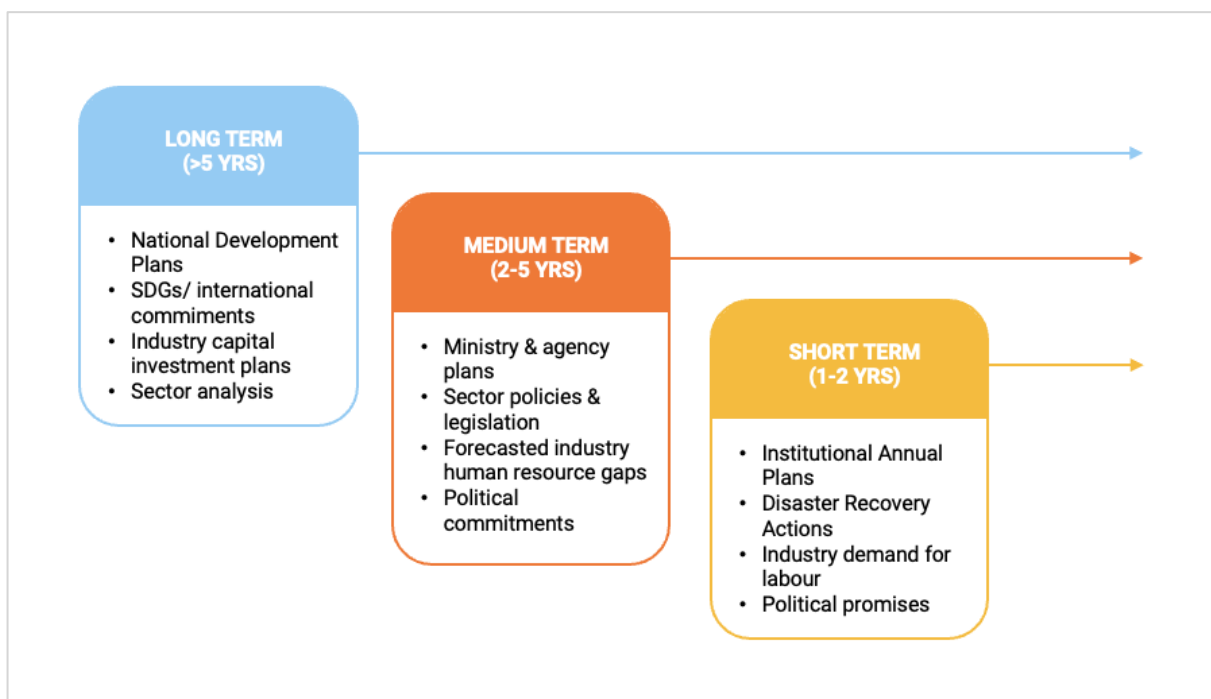 LONG TERM
(>5 YRS)
• National Development
Plans
• SDGs/ international
commiments
• Industry capital
investment plans
• Sector analysis
MEDIUM TERM
(2-5 YRS)
• Ministry & agency
plans
• Sector policies &
legislation
• Forecasted industry
human resource gaps
• Political
commitments
SHORT TERM
(1-2 YRS)
• Institutional Annual
Plans
• Disaster Recovery
Actions
• Industry demand for
labour
• Political promises